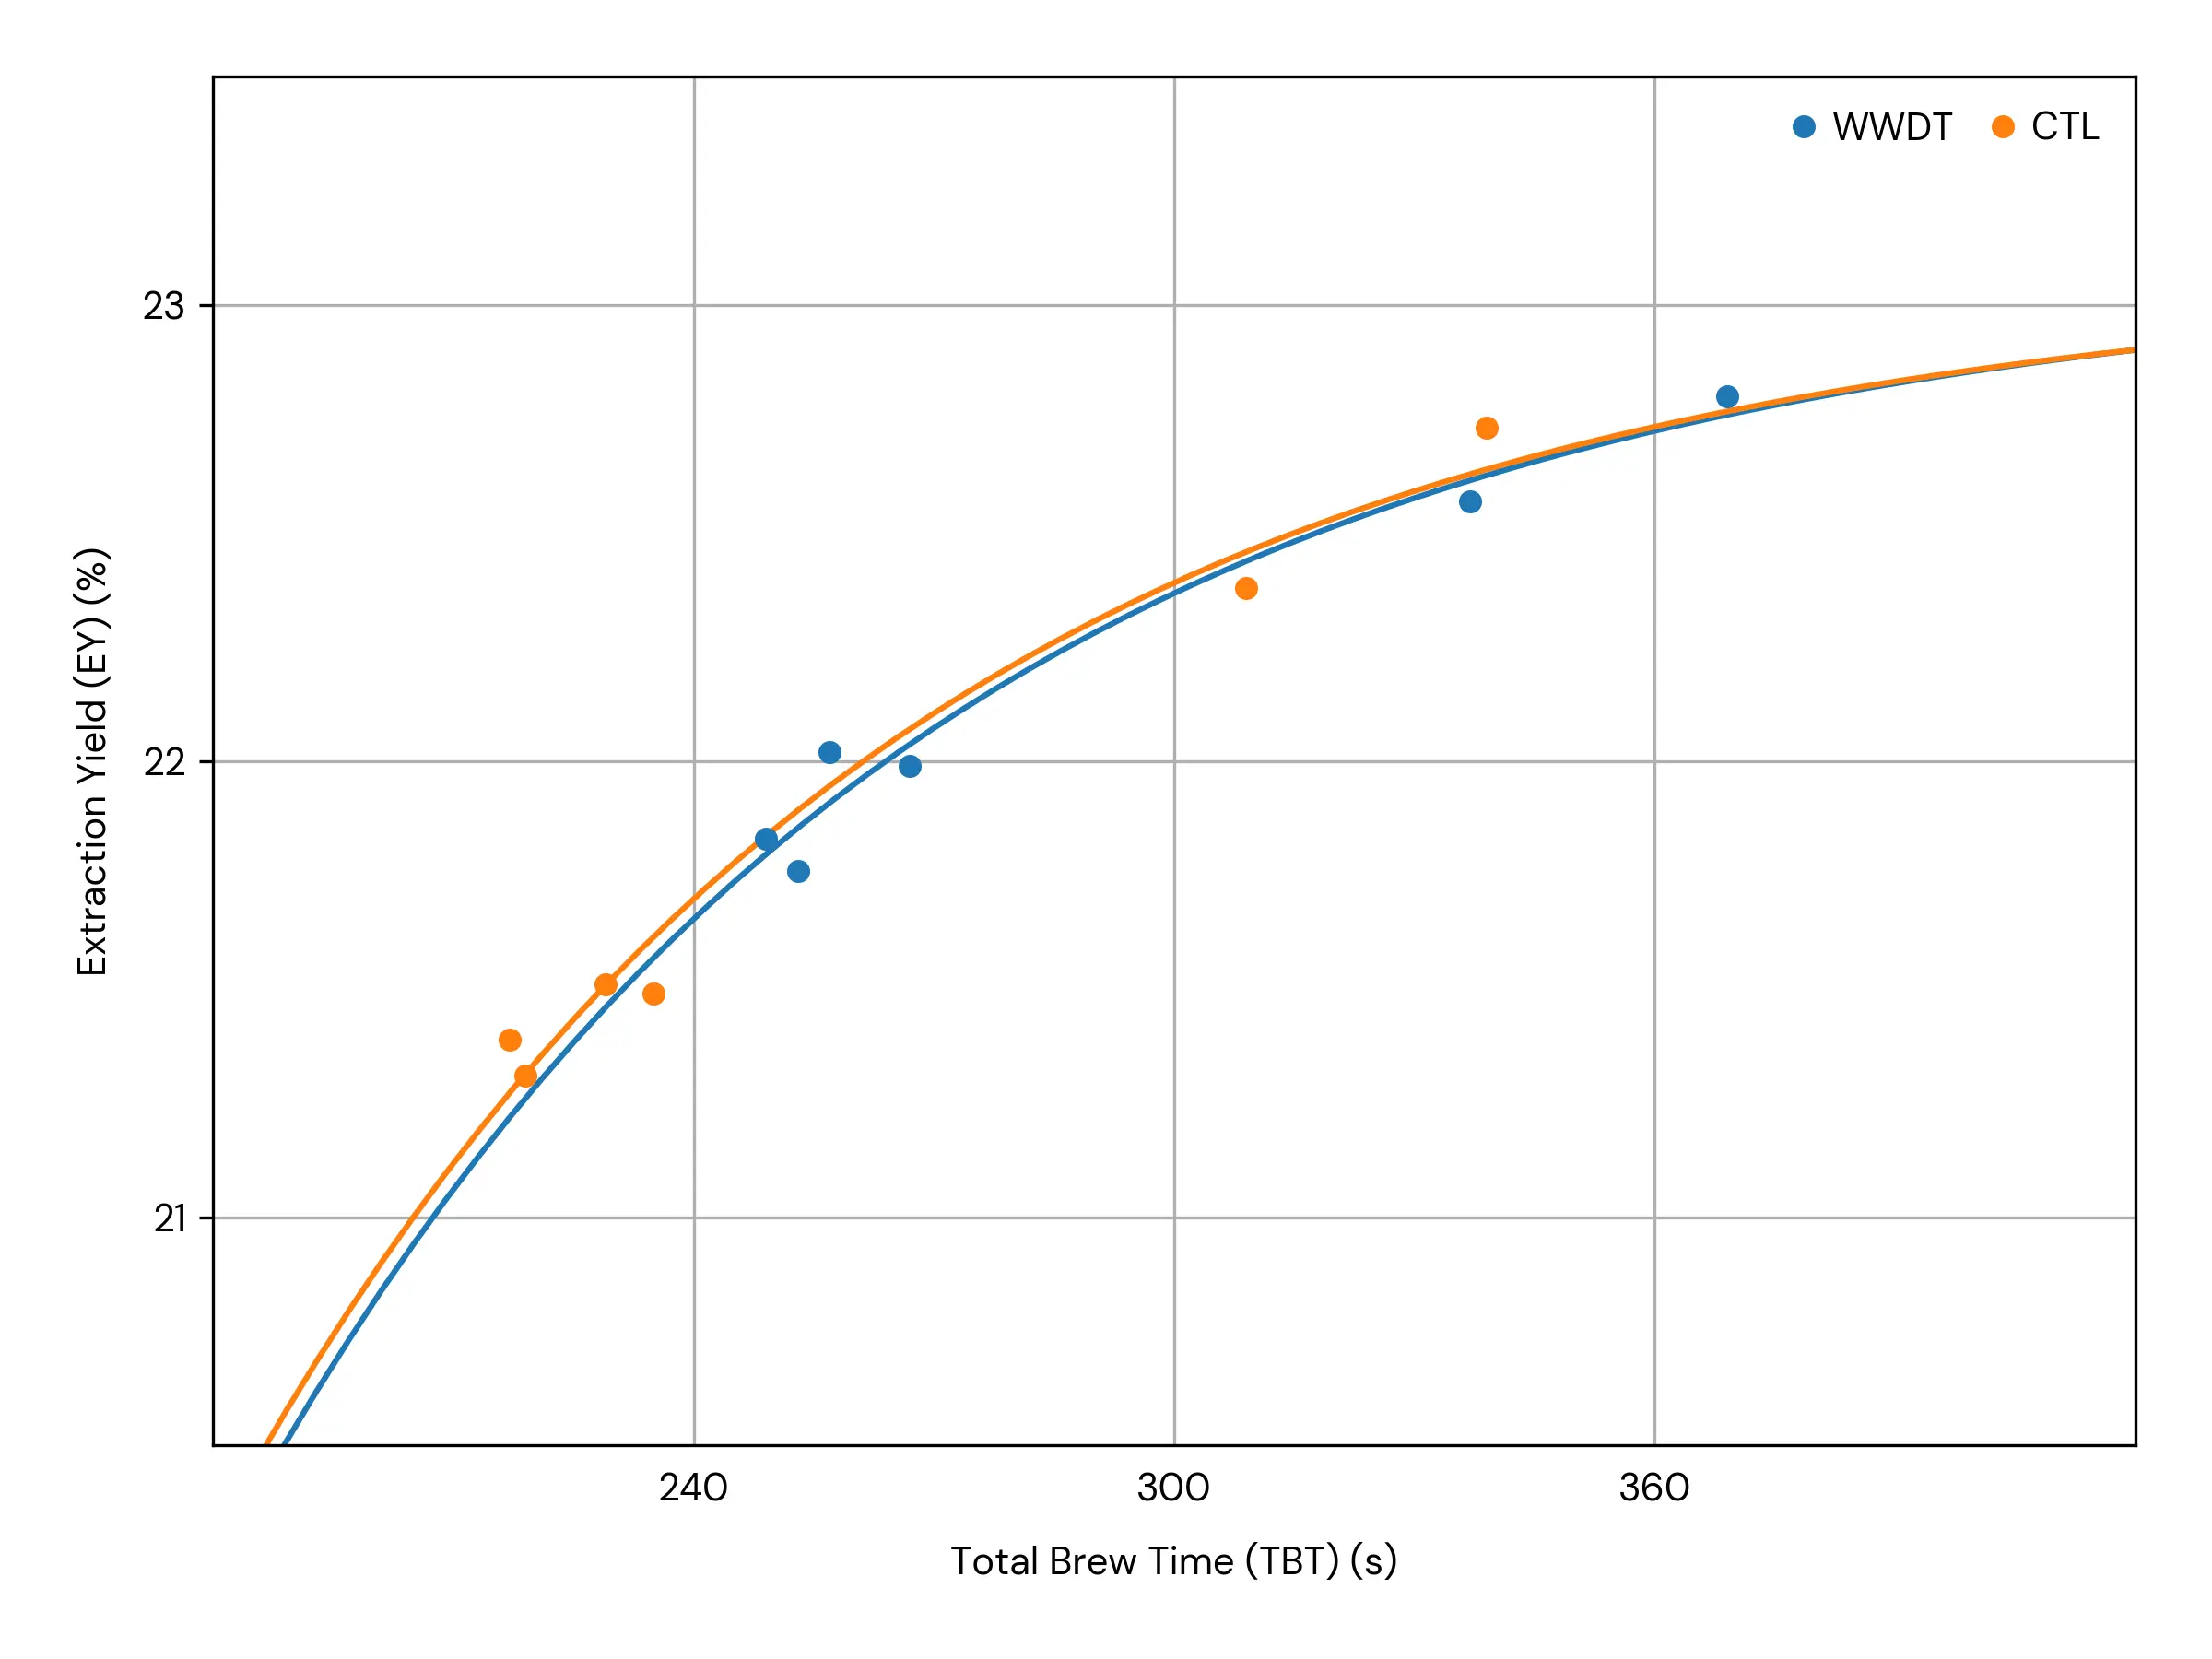 WWDT CTL
23
22
21
Extraction Yield (EY) (%)
240 300 360
Total Brew Time (TBT) (s)